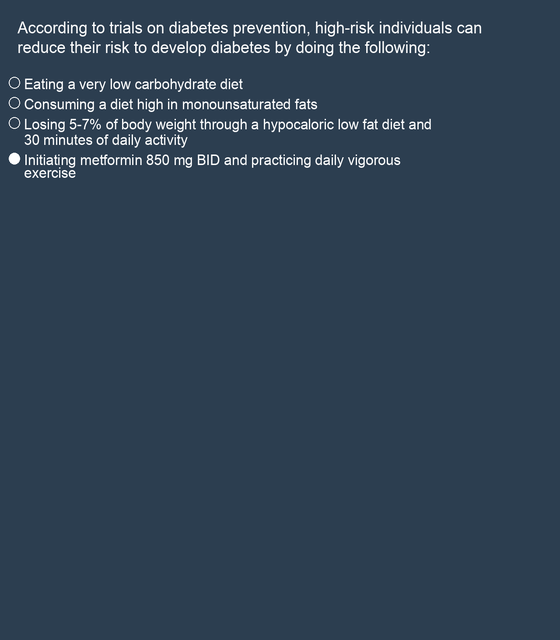 According to trials on diabetes prevention, high-risk individuals can
reduce their risk to develop diabetes by doing the following:
Eating a very low carbohydrate diet
Consuming a diet high in monounsaturated fats
Losing 5-7% of body weight through a hypocaloric low fat diet and
30 minutes of daily activity
Initiating metformin 850 mg BID and practicing daily vigorous
exercise